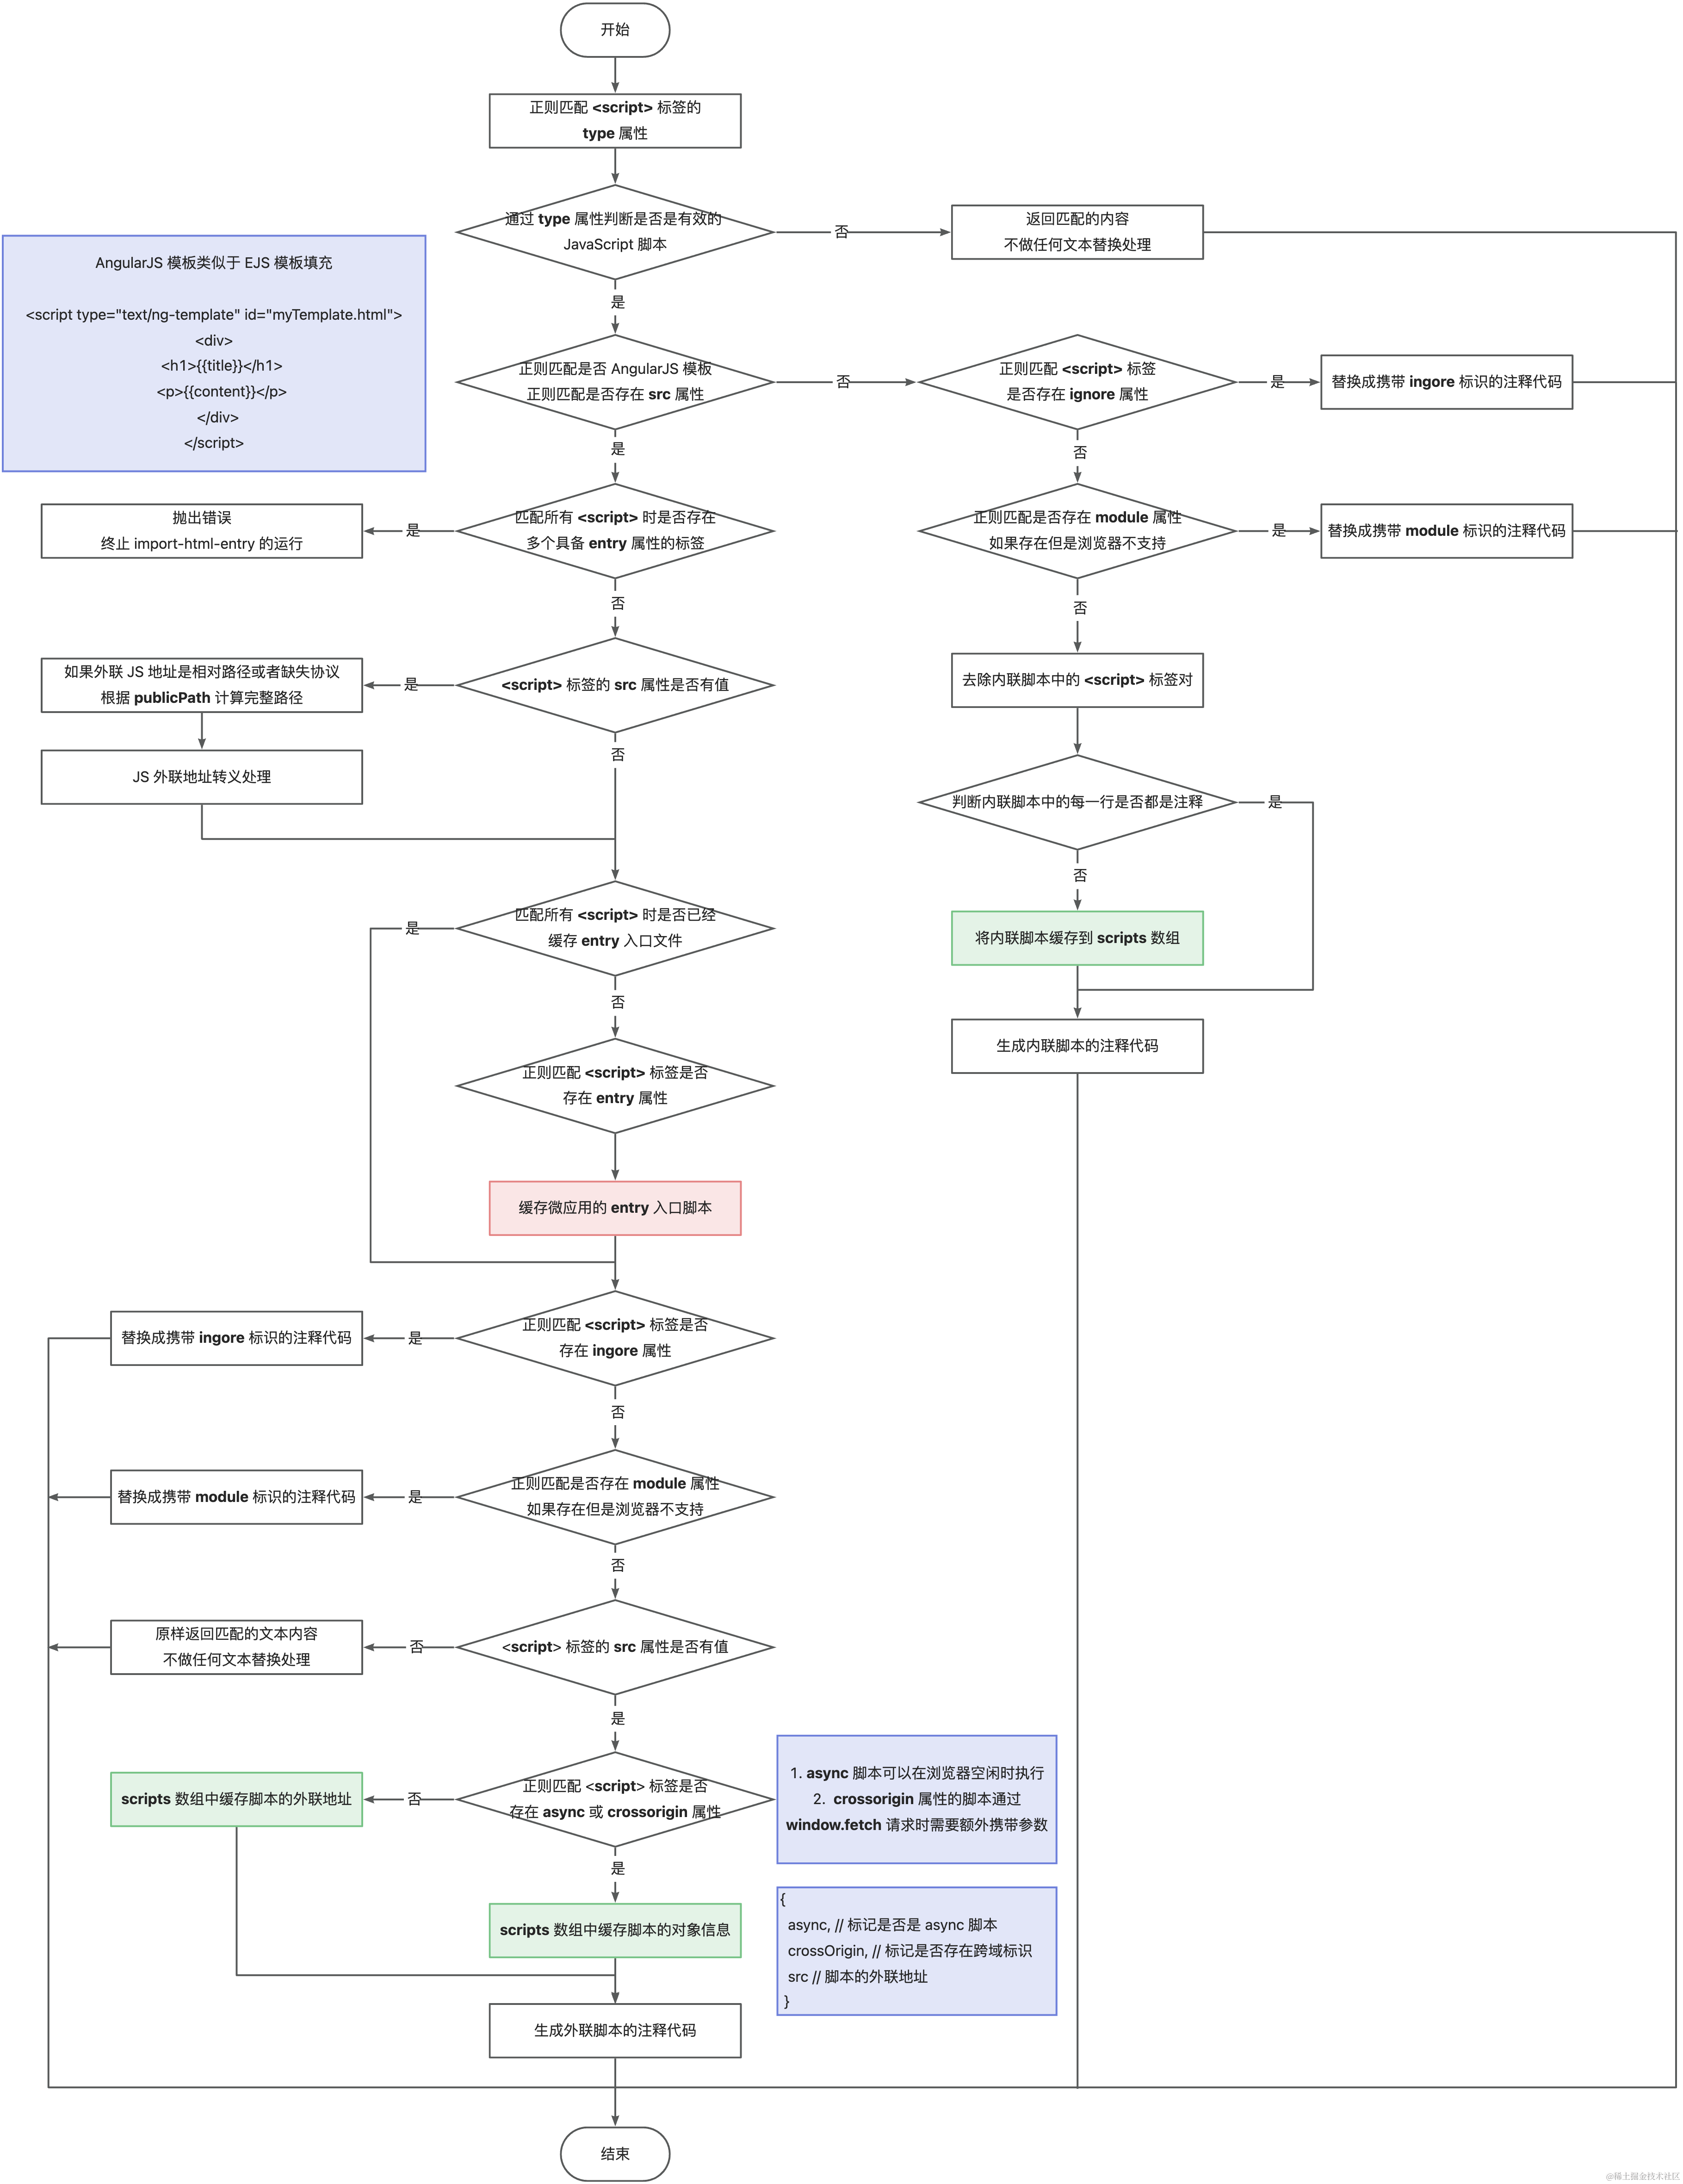 开始
正则匹配 <script> 标签的
type 属性
通过 type 属性判断是否是有效的
JavaScript 脚本
否
返回匹配的内容
不做任何文本替换处理
AngularJS 模板类似于 EJS 模板填充
<script type="text/ng-template" id="myTemplate.html">
<div>
<h1>{{title}}</h1>
<p>{{content}}</p>
</div>
</script>
是
正则匹配是否 AngularJS 模板
正则匹配是否存在 src 属性
否
正则匹配 <script> 标签
是否存在 ignore 属性
是
替换成携带 ingore 标识的注释代码
是
否
抛出错误
终止 import-html-entry 的运行
是
匹配所有 <script> 时是否存在
多个具备 entry 属性的标签
正则匹配是否存在 module 属性
如果存在但是浏览器不支持
是
替换成携带 module 标识的注释代码
否
否
如果外联 JS 地址是相对路径或者缺失协议
根据 publicPath 计算完整路径
是
<script> 标签的 src 属性是否有值
去除内联脚本中的 <script> 标签对
否
JS 外联地址转义处理
判断内联脚本中的每一行是否都是注释
是
否
是
匹配所有 <script> 时是否已经
缓存 entry 入口文件
将内联脚本缓存到 scripts 数组
否
生成内联脚本的注释代码
正则匹配 <script> 标签是否
存在 entry 属性
缓存微应用的 entry 入口脚本
替换成携带 ingore 标识的注释代码
是
正则匹配 <script> 标签是否
存在 ingore 属性
否
替换成携带 module 标识的注释代码
是
正则匹配是否存在 module 属性
如果存在但是浏览器不支持
否
原样返回匹配的文本内容
不做任何文本替换处理
否
<script> 标签的 src 属性是否有值
是
scripts 数组中缓存脚本的外联地址
否
正则匹配 <script> 标签是否
存在 async 或 crossorigin 属性
1. async 脚本可以在浏览器空闲时执行
2. crossorigin 属性的脚本通过
window.fetch 请求时需要额外携带参数
是
scripts 数组中缓存脚本的对象信息
{
async, // 标记是否是 async 脚本
crossOrigin, // 标记是否存在跨域标识
src // 脚本的外联地址
}
生成外联脚本的注释代码
结束
@稀土掘金技术社区